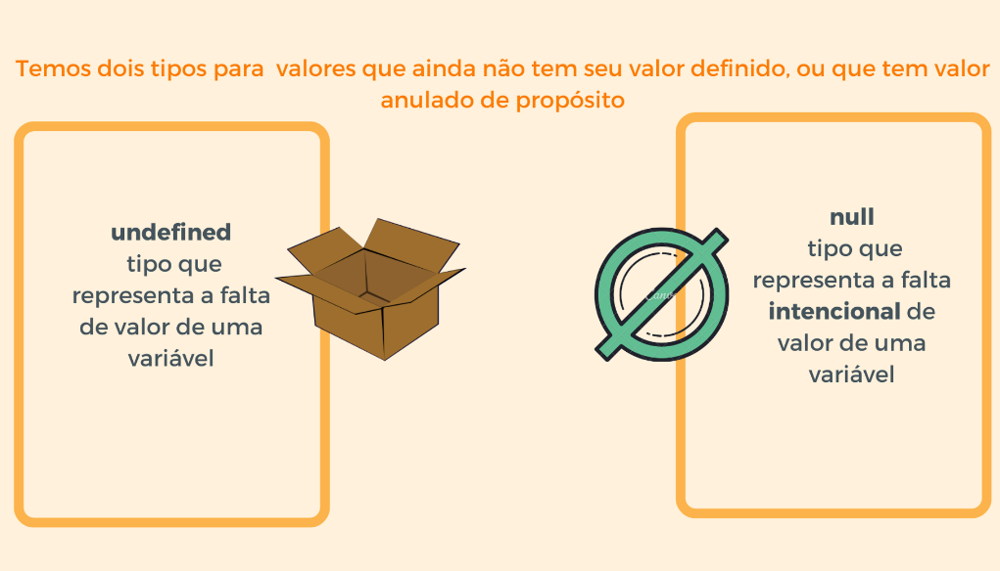 Temos dois tipos para  valores que ainda não tem seu valor definido, ou que tem valor
anulado de propósito
undefined
tipo que
representa a falta
de valor de uma
variável
null
tipo que
representa a falta
intencional de
valor de uma
variável